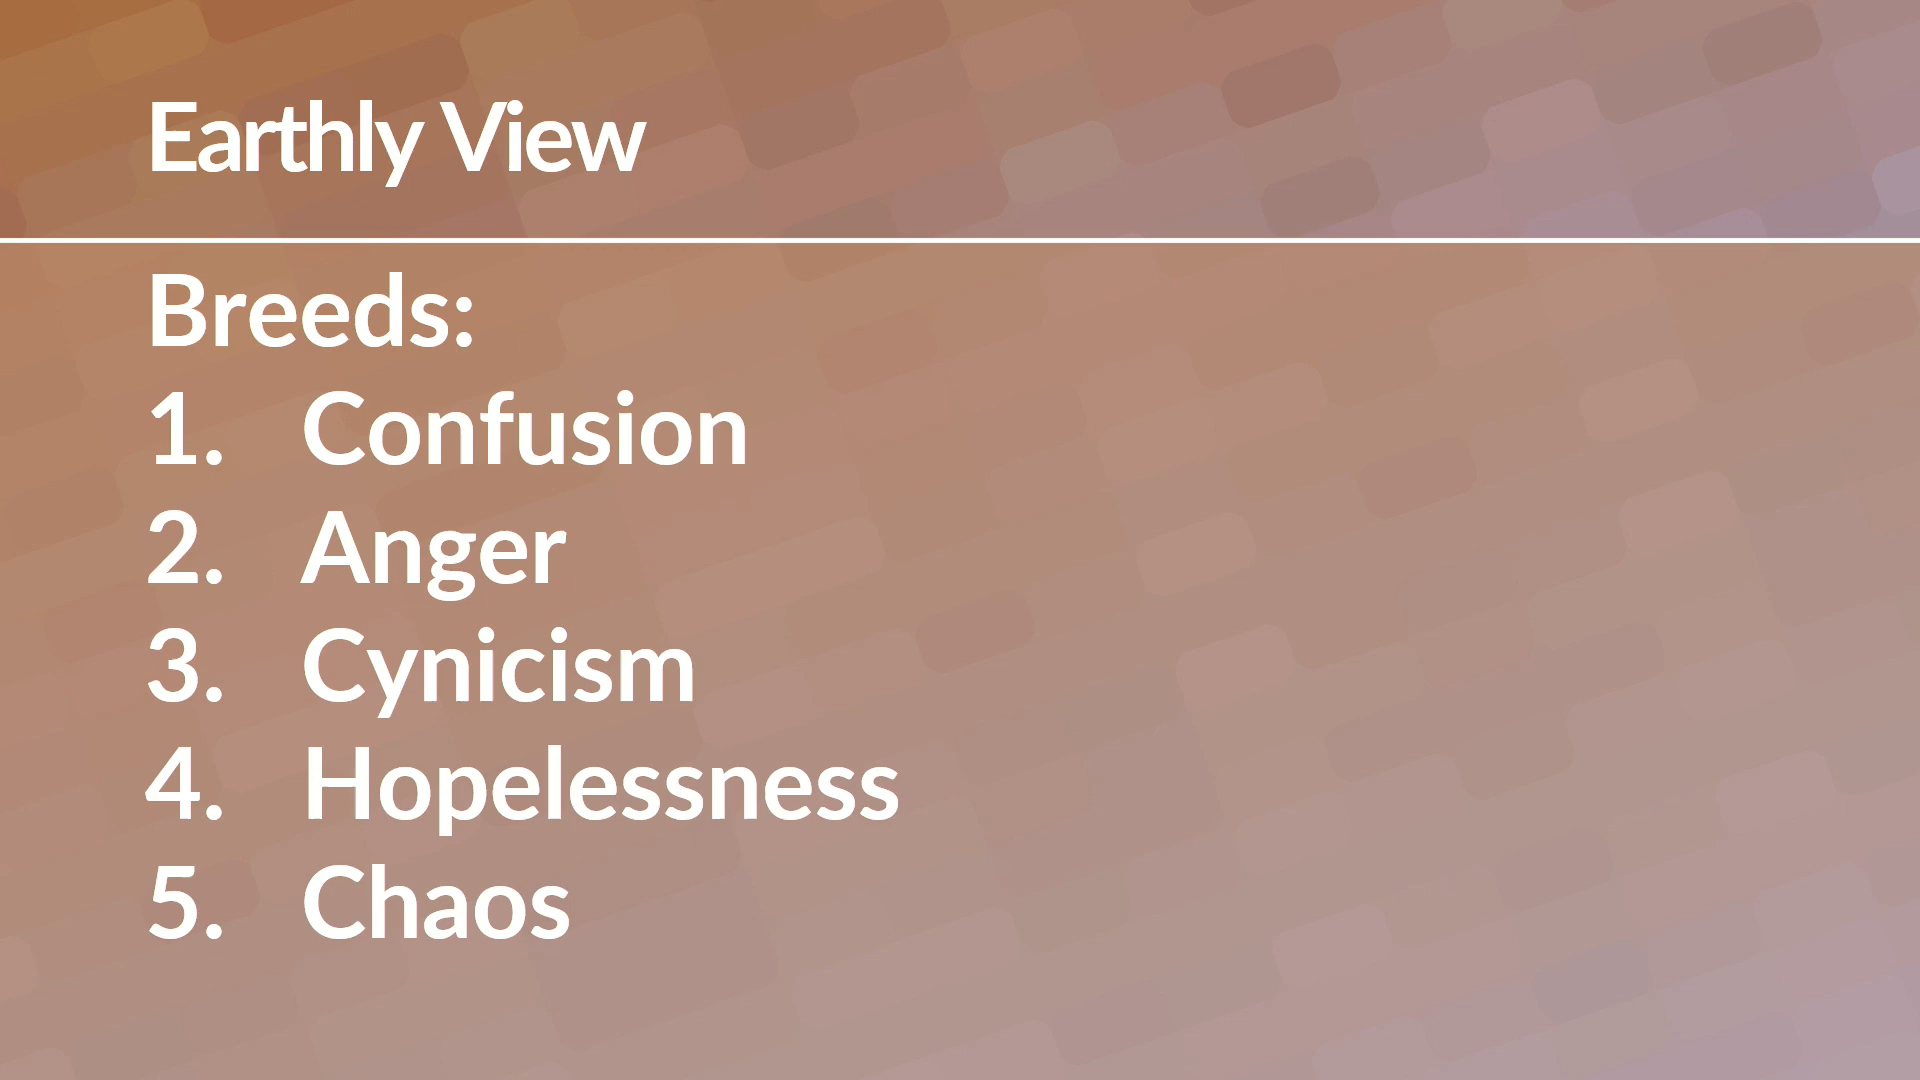 Earthly View
Breeds:
1. Confusion
2. Anger
3. Cynicism
4. Hopelessness
5. Chaos